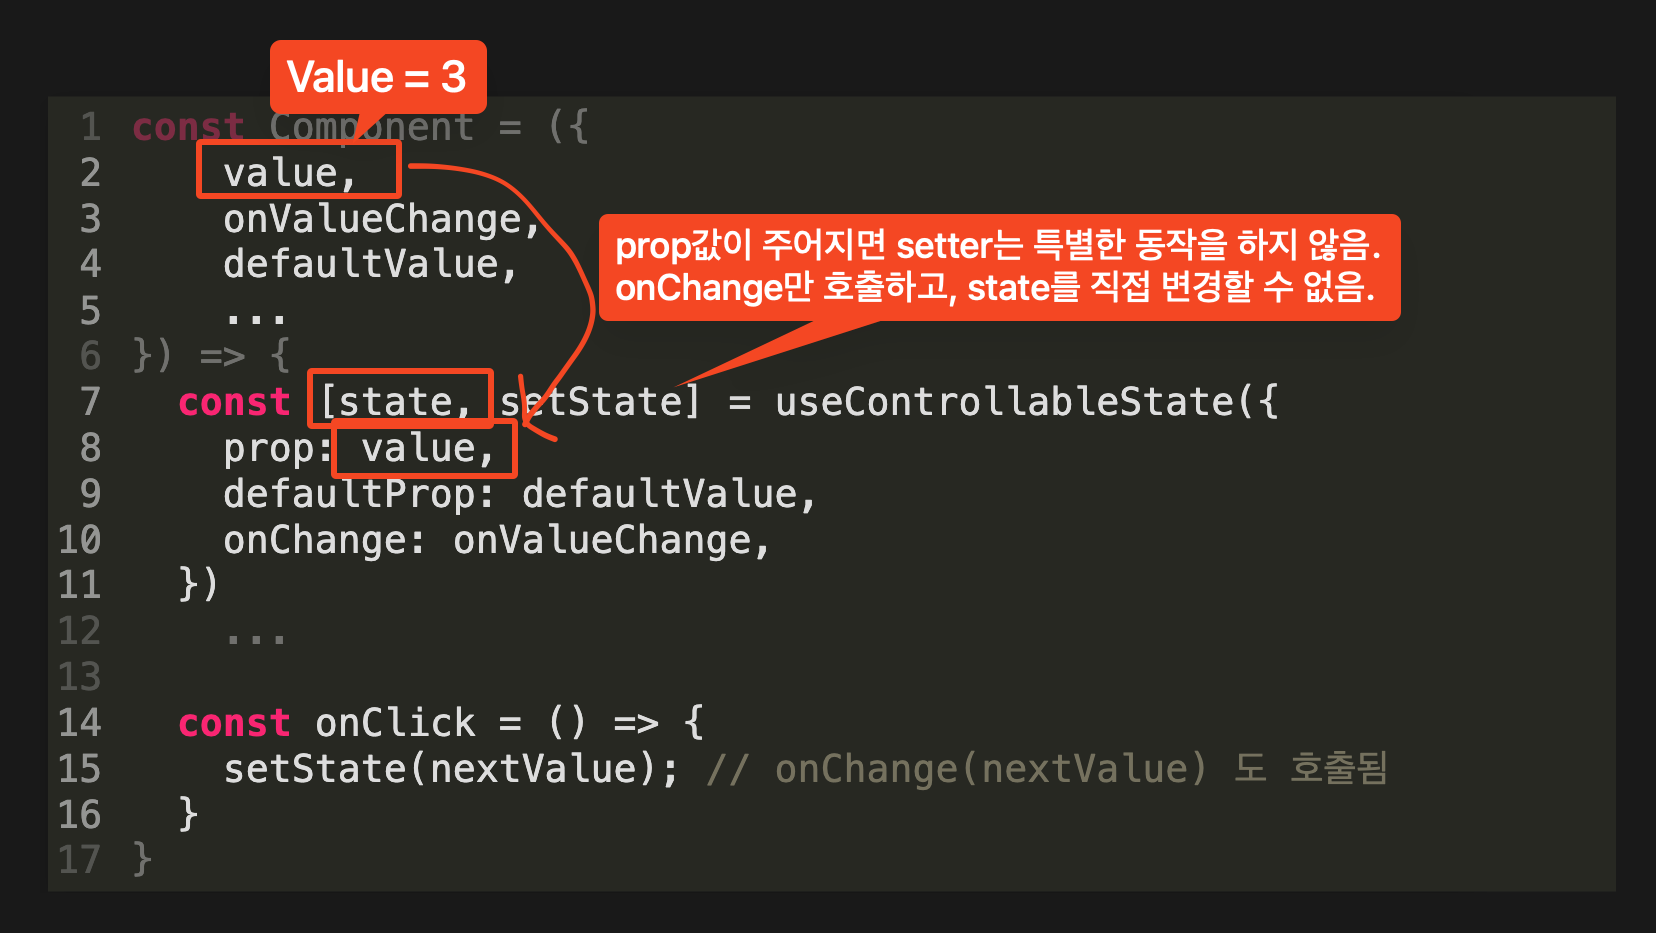 Value = 3
1 const Component = ({
2 value,
3 onValueChange,
4 defaultValue,
5 ...
6 }) => {
prop값이 주어지면 setter는 특별한 동작을 하지 않음.
onChange만 호출하고, state를 직접 변경할 수 없음.
7 const [state, setState] = useControllableState({
8 prop: value,
9 defaultProp: defaultValue,
10 onChange: onValueChange,
11 })
12 ...
13
14 const onClick = () => {
15 setState(nextValue); // onChange(nextValue) 도 호출됨
16 }
17 }